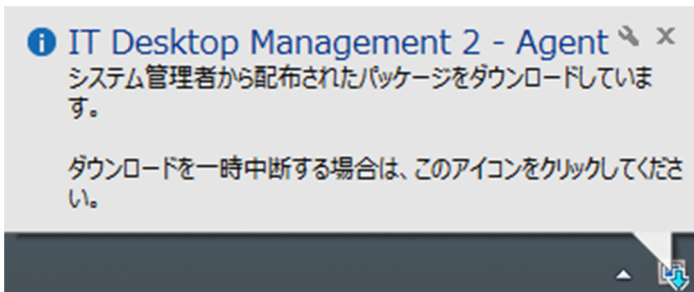 IT Desktop Management 2 - Agent
システム管理者から配布されたパッケージをダウンロードしていま
す。
ダウンロードを一時中断する場合は、このアイコンをクリックしてくださ
い。